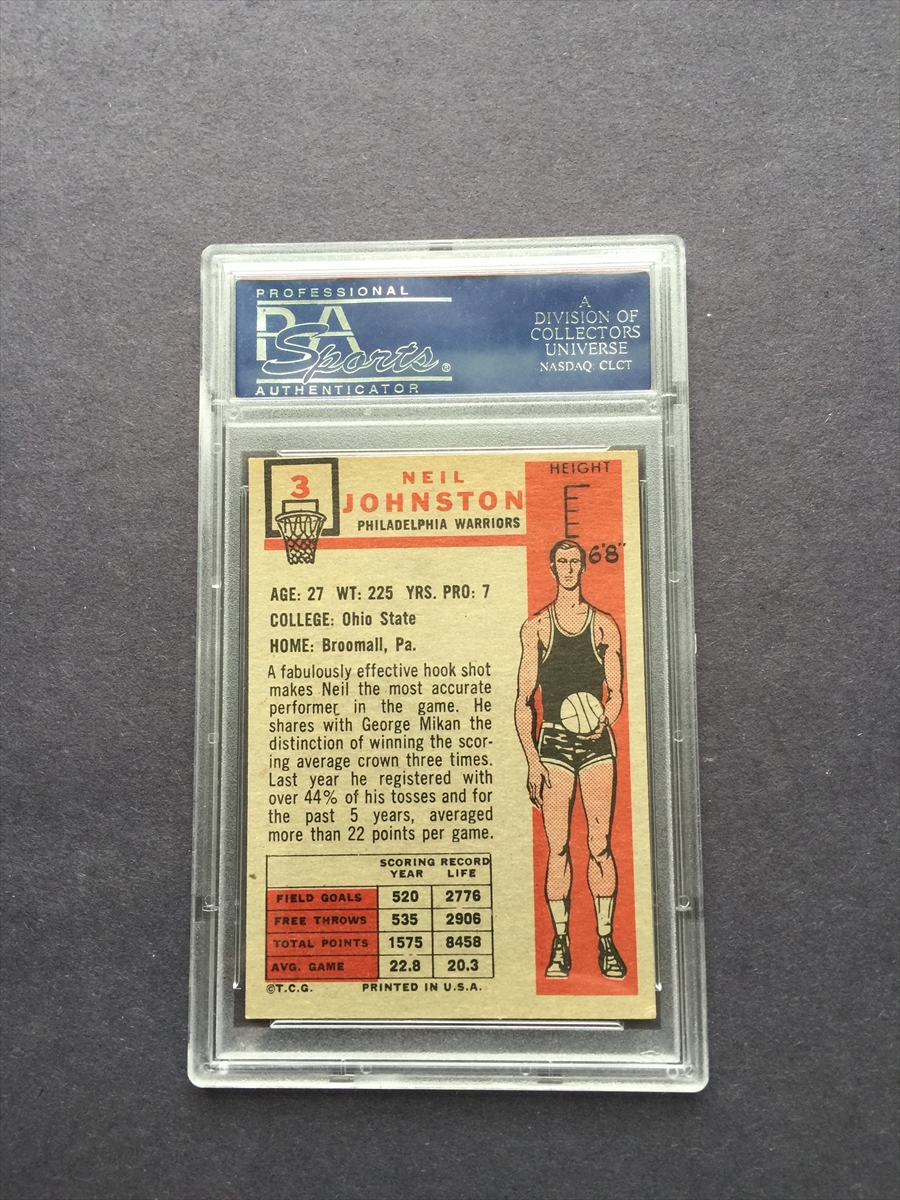 PROFESSIONAL
PSA
Sports®
AUTHENTICATOR
A
DIVISION OF
COLLECTORS
UNIVERSE
NASDAQ: CLCT
3
NEIL
JOHNSTON
PHILADELPHIA WARRIORS
HEIGHT
6'8"
AGE: 27 WT: 225 YRS. PRO: 7
COLLEGE: Ohio State
HOME: Broomall, Pa.
A fabulously effective hook shot
makes Neil the most accurate
performer in the game. He
shares with George Mikan the
distinction of winning the scor-
ing average crown three times.
Last year he registered with
over 44% of his tosses and for
the past 5 years, averaged
more than 22 points per game.
SCORING RECORD
YEAR LIFE
FIELD GOALS 520 2776
FREE THROWS 535 2906
TOTAL POINTS 1575 8458
AVG. GAME 22.8 20.3
©T.C.G. PRINTED IN U.S.A.